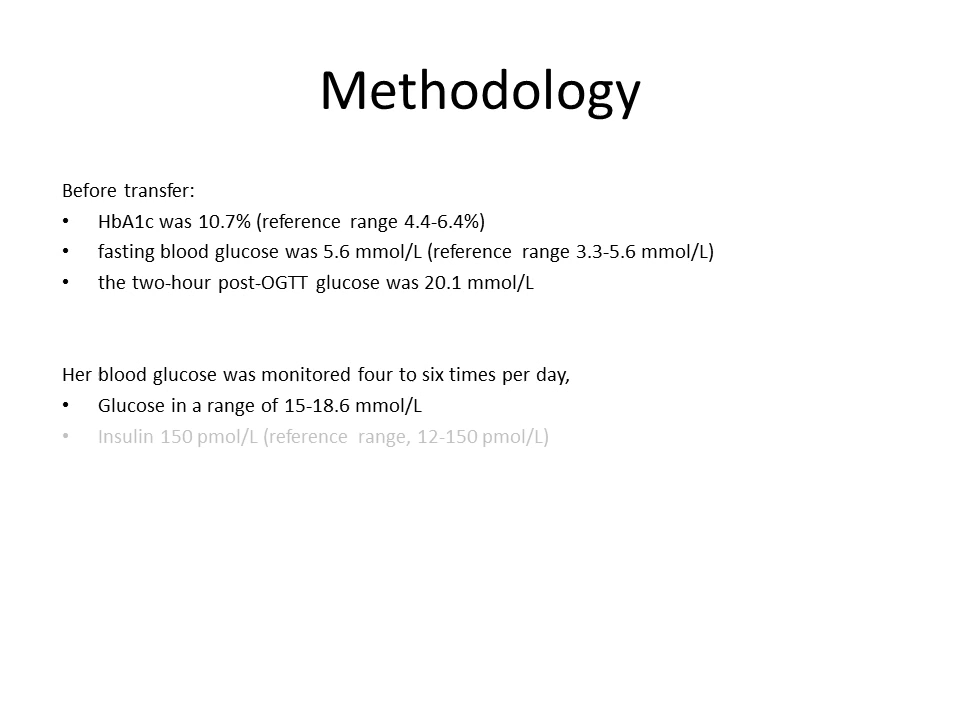 Methodology
Before transfer:
• HbA1c was 10.7% (reference range 4.4-6.4%)
• fasting blood glucose was 5.6 mmol/L (reference range 3.3-5.6 mmol/L)
• the two-hour post-OGTT glucose was 20.1 mmol/L
Her blood glucose was monitored four to six times per day,
• Glucose in a range of 15-18.6 mmol/L
• Insulin 150 pmol/L (reference range, 12-150 pmol/L)